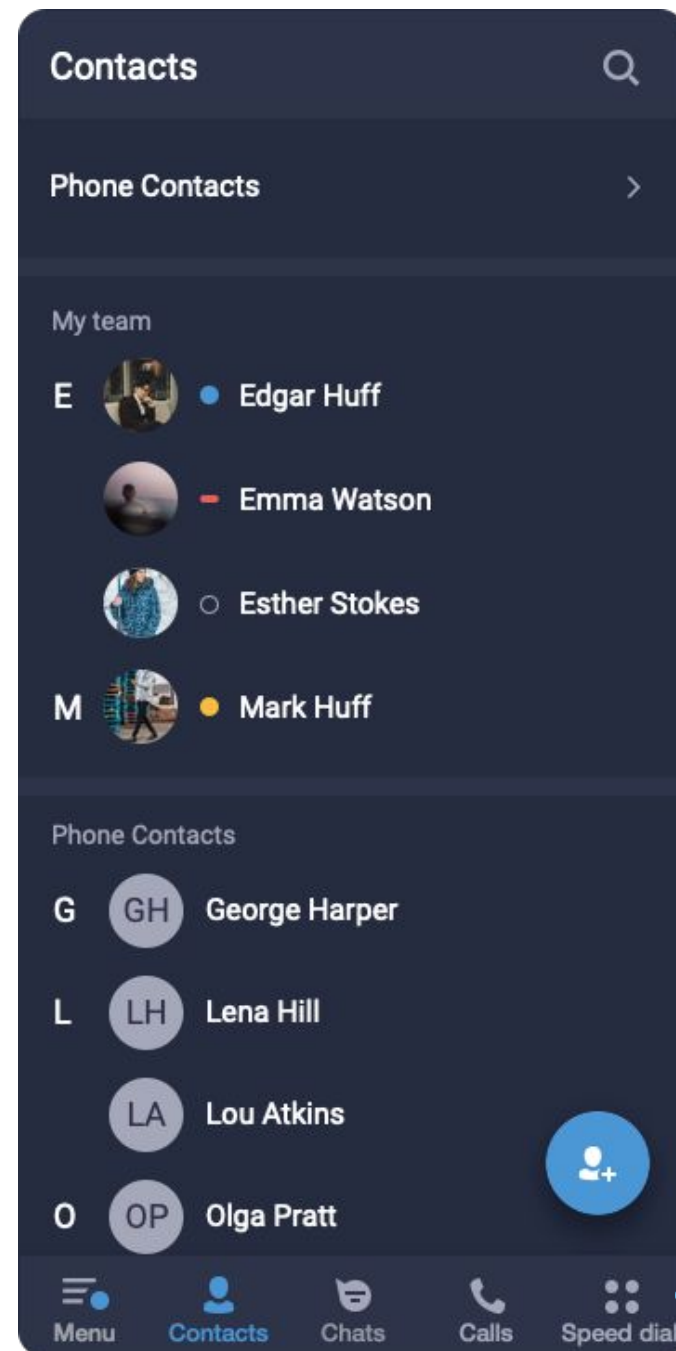 Contacts
Phone Contacts
My team
E Edgar Huff
Emma Watson
Esther Stokes
M Mark Huff
Phone Contacts
G GH George Harper
L LH Lena Hill
LA Lou Atkins
O OP Olga Pratt
Menu Contacts Chats Calls Speed dial